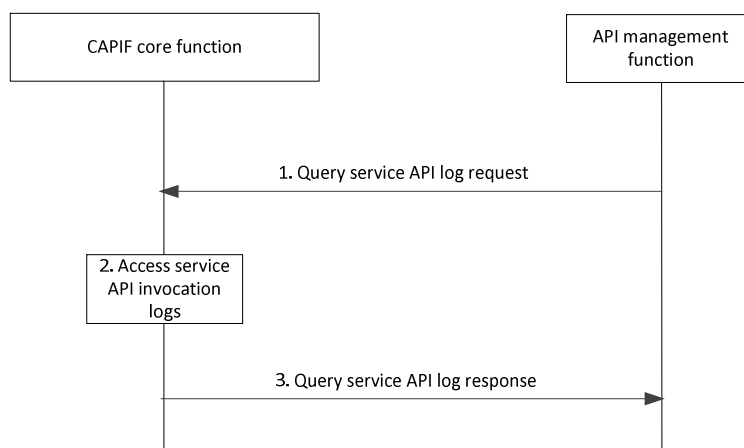 CAPIF core function
API management
function
1. Query service API log request
2. Access service
API invocation
logs
3. Query service API log response